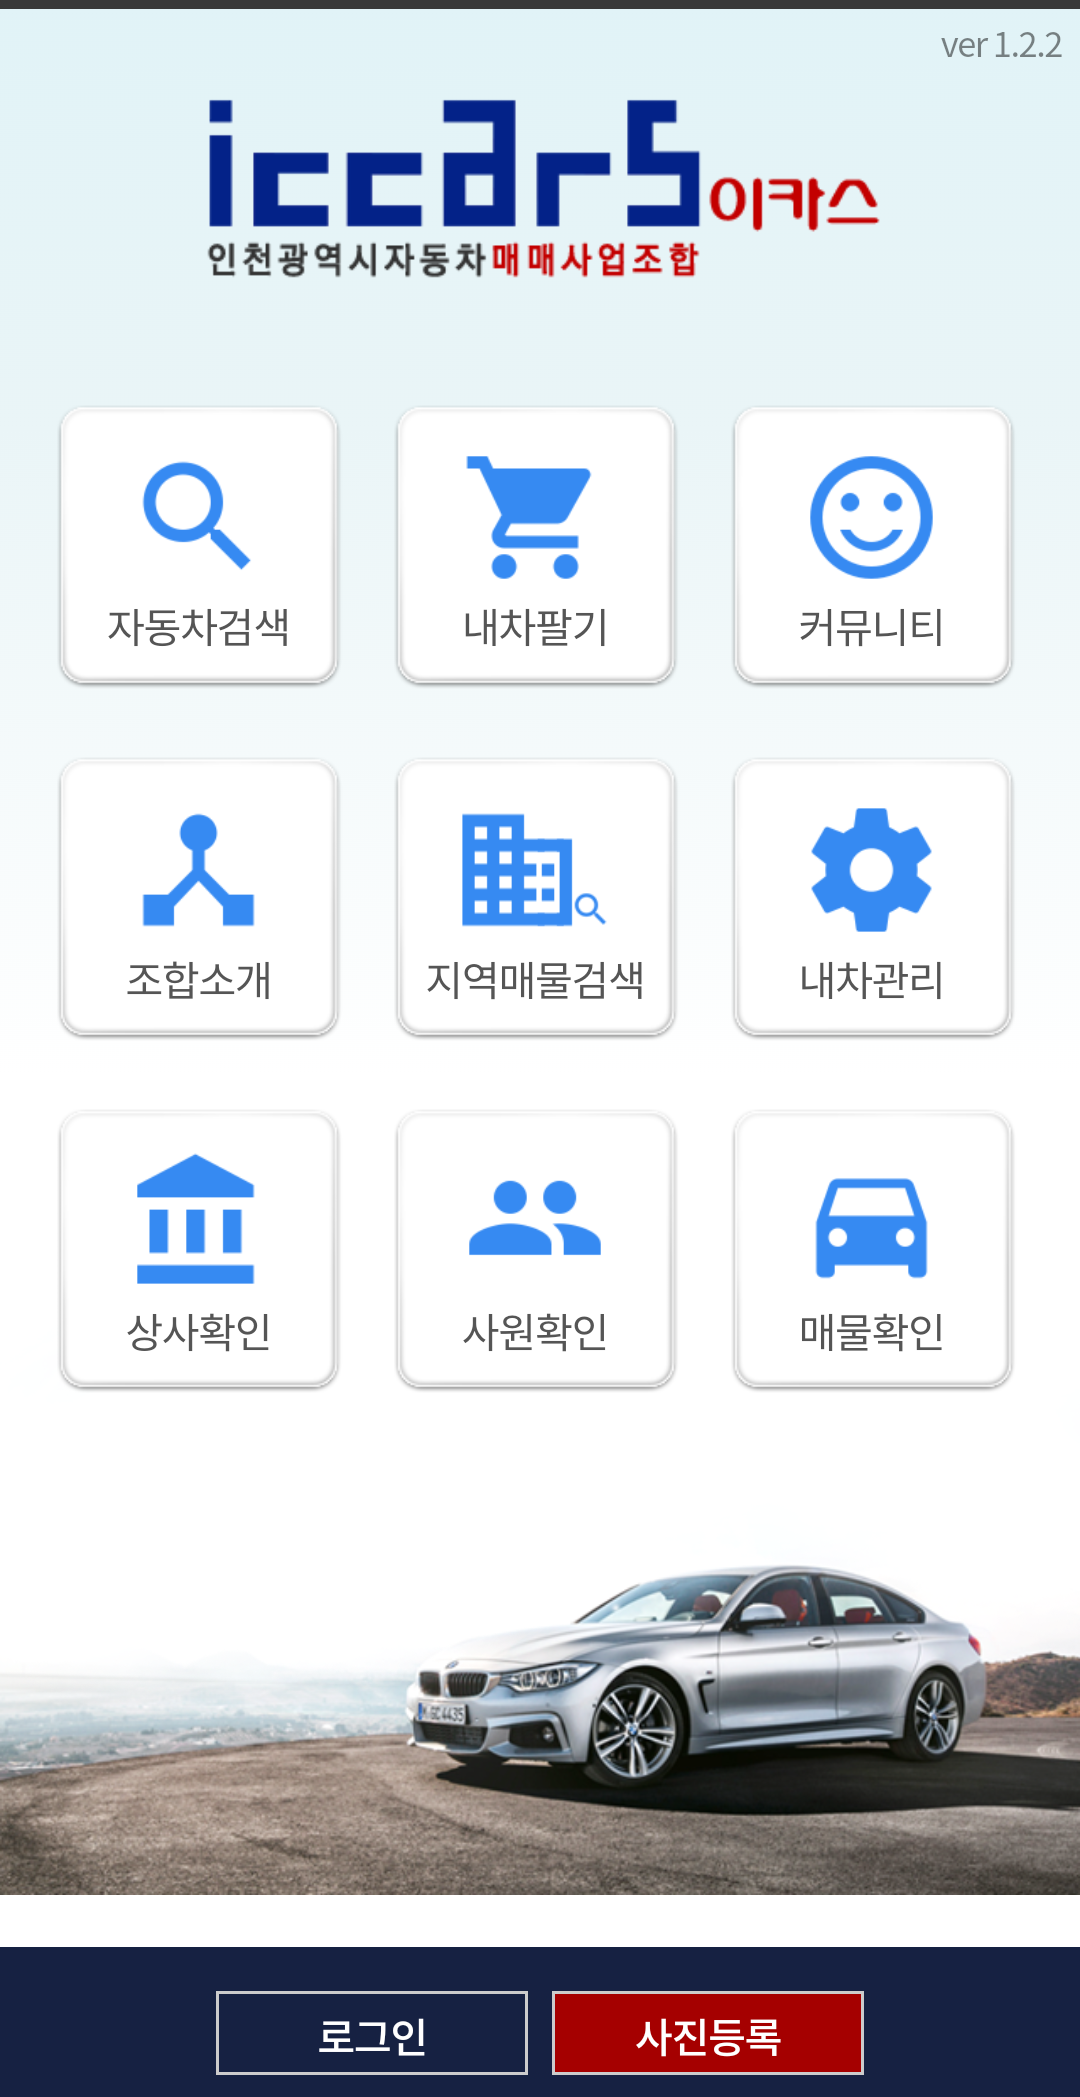 ver 1.2.2
iccars 이카스
인천광역시자동차매매사업조합
자동차검색 내차팔기 커뮤니티
조합소개 지역매물검색 내차관리
상사확인 사원확인 매물확인
M·GC 4435
로그인 사진등록